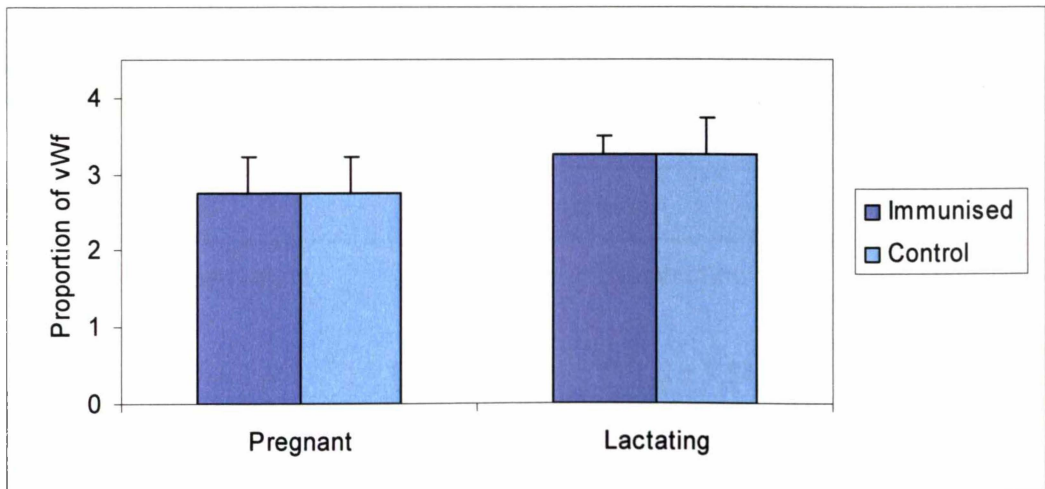 Proportion of vWf
4
3
2
1
0
Pregnant
Lactating
Immunised
Control